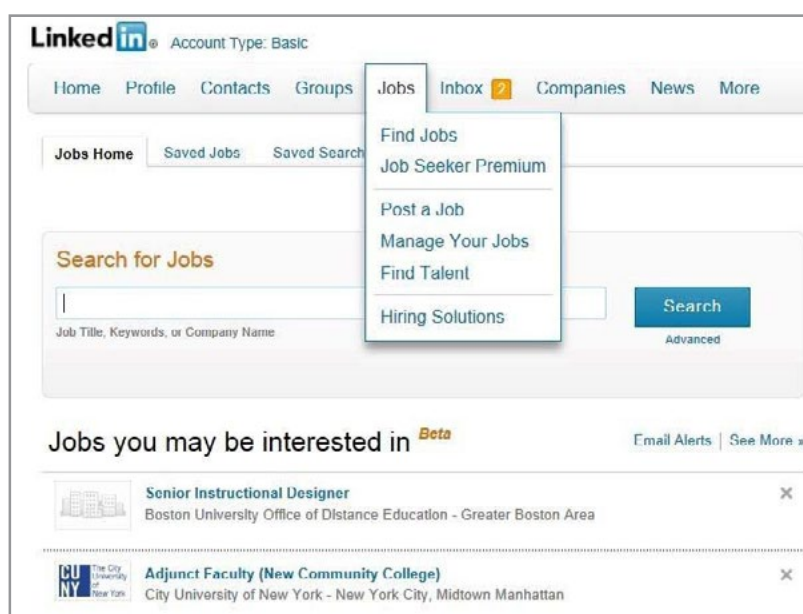 Linked in® Account Type: Basic
Home Profile Contacts Groups Jobs Inbox 2 Companies News More
Find Jobs
Job Seeker Premium
Post a Job
Manage Your Jobs
Find Talent
Hiring Solutions
Jobs Home Saved Jobs Saved Search
Search for Jobs
Search
Job Title, Keywords, or Company Name
Advanced
Jobs you may be interested in Beta
Email Alerts | See More »
Senior Instructional Designer
Boston University Office of Distance Education - Greater Boston Area
CU The City
University
NY of
New York
Adjunct Faculty (New Community College)
City University of New York - New York City, Midtown Manhattan